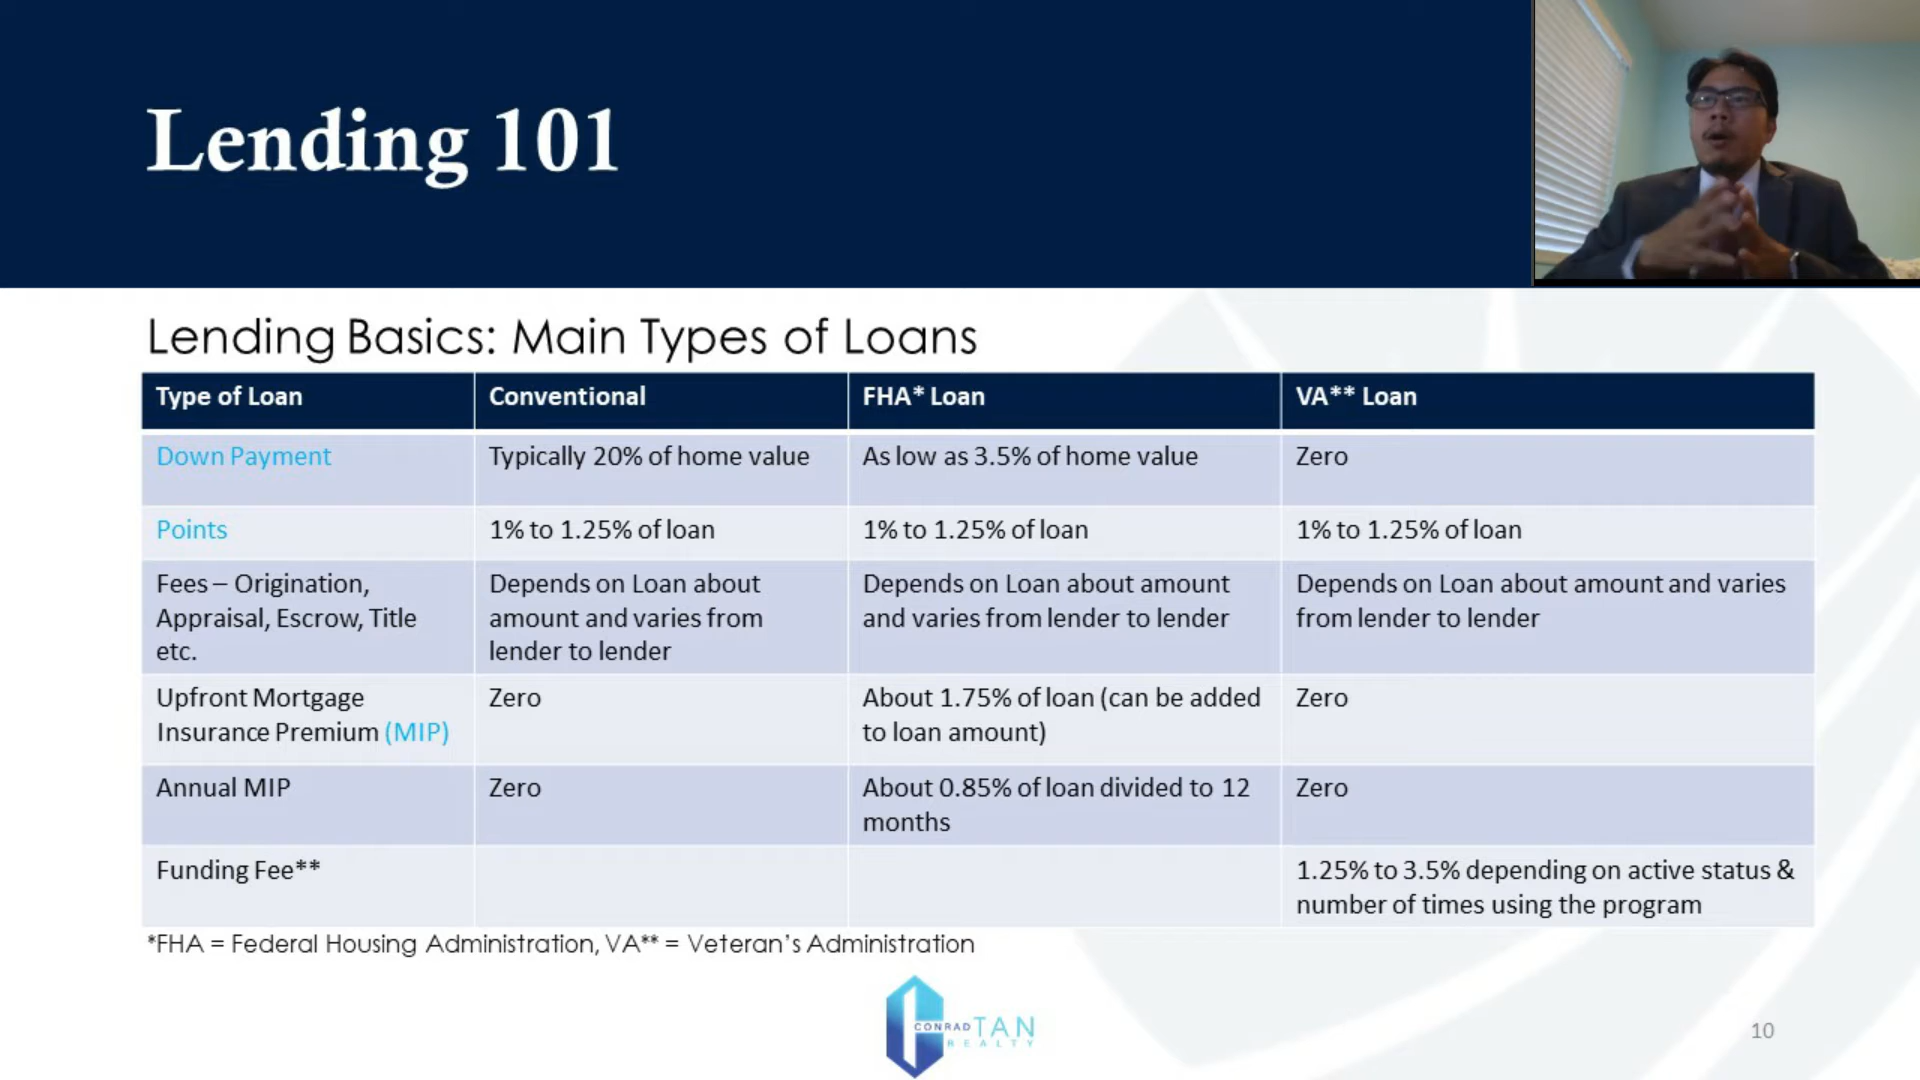 Lending 101
Lending Basics: Main Types of Loans
Type of Loan Conventional FHA* Loan VA** Loan
Down Payment Typically 20% of home value As low as 3.5% of home value Zero
Points 1% to 1.25% of loan 1% to 1.25% of loan 1% to 1.25% of loan
Fees – Origination, Depends on Loan about Depends on Loan about amount Depends on Loan about amount and varies
Appraisal, Escrow, Title amount and varies from and varies from lender to lender from lender to lender
etc. lender to lender
Upfront Mortgage Zero About 1.75% of loan (can be added Zero
Insurance Premium (MIP) to loan amount)
Annual MIP Zero About 0.85% of loan divided to 12 Zero
months
Funding Fee** 1.25% to 3.5% depending on active status &
number of times using the program
*FHA = Federal Housing Administration, VA** = Veteran's Administration
CONRAD TAN
REALTY
10